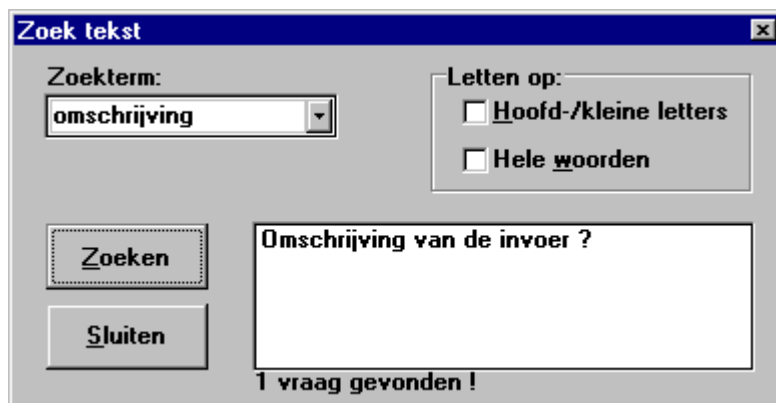 Zoek tekst
Zoekterm:
omschrijving
Letten op:
Hoofd-/kleine letters
Hele woorden
Zoeken
Sluiten
Omschrijving van de invoer ?
1 vraag gevonden !